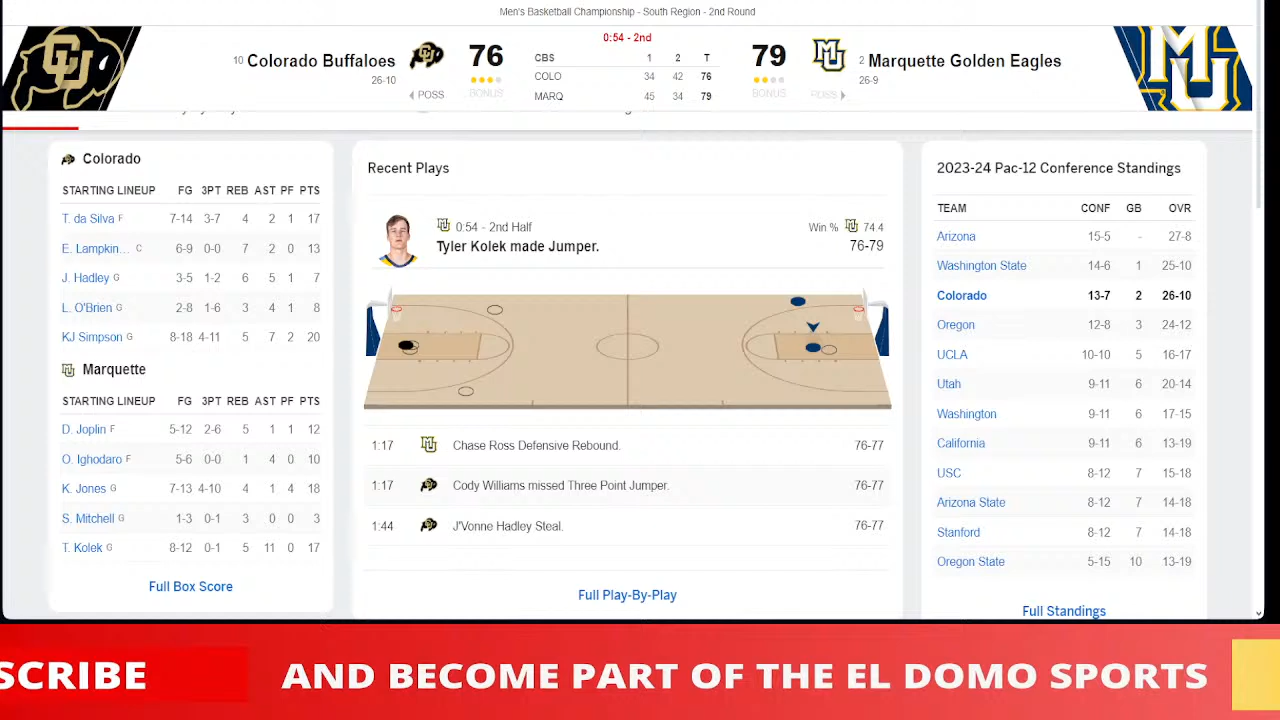 Men's Basketball Championship - South Region - 2nd Round
10 Colorado Buffaloes
26-10
76
BONUS
POSS
0:54 - 2nd
CBS 1 2 T
COLO 34 42 76
MARQ 45 34 79
79
BONUS
POSS
2 Marquette Golden Eagles
26-9
Colorado
STARTING LINEUP FG 3PT REB AST PF PTS
T. da Silva F 7-14 3-7 4 2 1 17
E. Lampkin... C 6-9 0-0 7 2 0 13
J. Hadley G 3-5 1-2 6 5 1 7
L. O'Brien G 2-8 1-6 3 4 1 8
KJ Simpson G 8-18 4-11 5 7 2 20
Marquette
STARTING LINEUP FG 3PT REB AST PF PTS
D. Joplin F 5-12 2-6 5 1 1 12
O. Ighodaro F 5-6 0-0 1 4 0 10
K. Jones G 7-13 4-10 4 1 4 18
S. Mitchell G 1-3 0-1 3 0 0 3
T. Kolek G 8-12 0-1 5 11 0 17
Full Box Score
Recent Plays
0:54 - 2nd Half
Tyler Kolek made Jumper.
Win % 74.4
76-79
1:17 Chase Ross Defensive Rebound. 76-77
1:17 Cody Williams missed Three Point Jumper. 76-77
1:44 J'Vonne Hadley Steal. 76-77
Full Play-By-Play
2023-24 Pac-12 Conference Standings
TEAM CONF GB OVR
Arizona 15-5 - 27-8
Washington State 14-6 1 25-10
Colorado 13-7 2 26-10
Oregon 12-8 3 24-12
UCLA 10-10 5 16-17
Utah 9-11 6 20-14
Washington 9-11 6 17-15
California 9-11 6 13-19
USC 8-12 7 15-18
Arizona State 8-12 7 14-18
Stanford 8-12 7 14-18
Oregon State 5-15 10 13-19
Full Standings
SCRIBE AND BECOME PART OF THE EL DOMO SPORTS